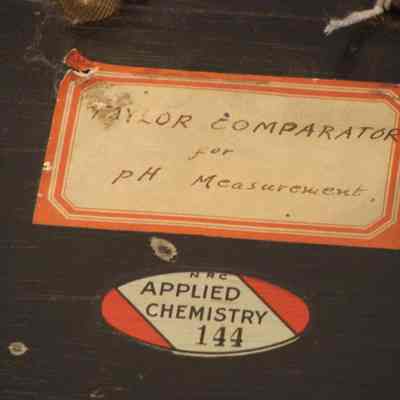 TAYLOR COMPARATOR
for
pH Measurement.
NRC
APPLIED
CHEMISTRY
144